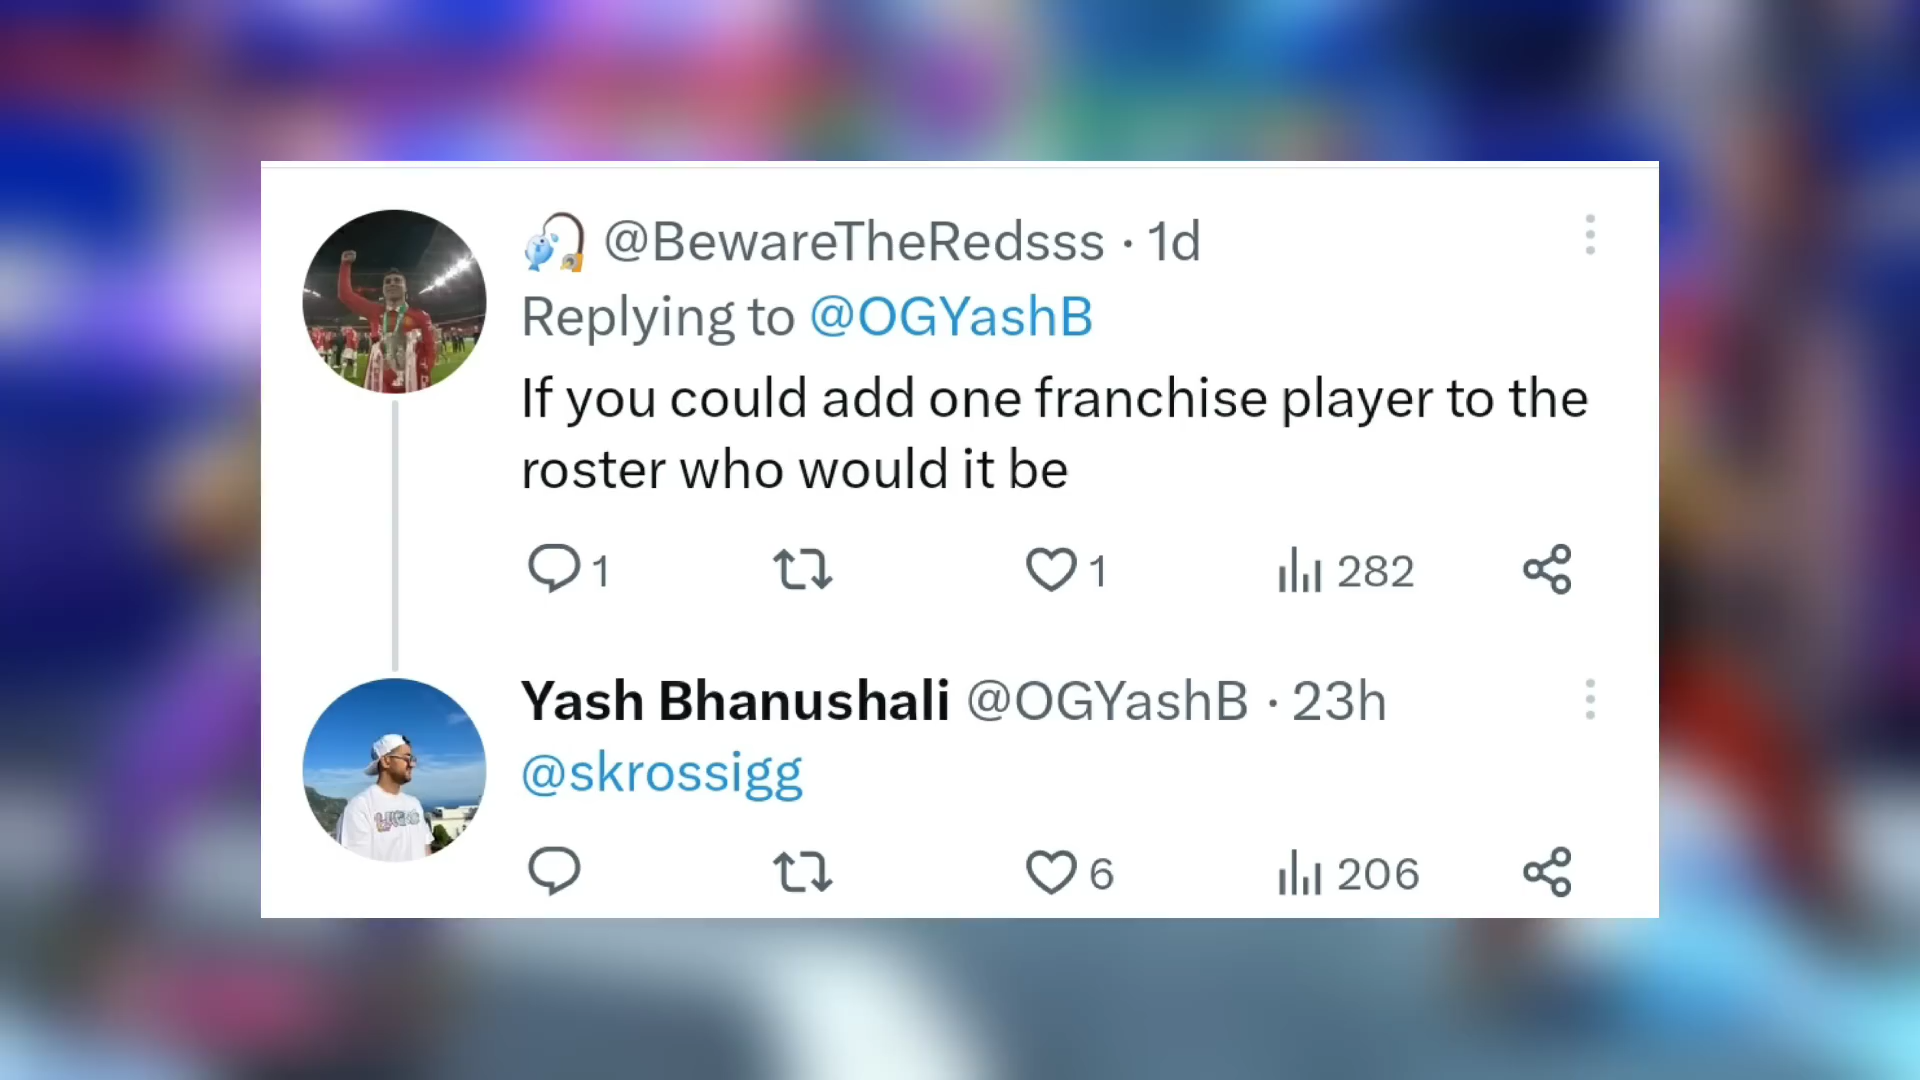 @BewareTheRedsss · 1d
Replying to @OGYashB
If you could add one franchise player to the
roster who would it be
1 1 282
Yash Bhanushali @OGYashB · 23h
@skrossigg
6 206